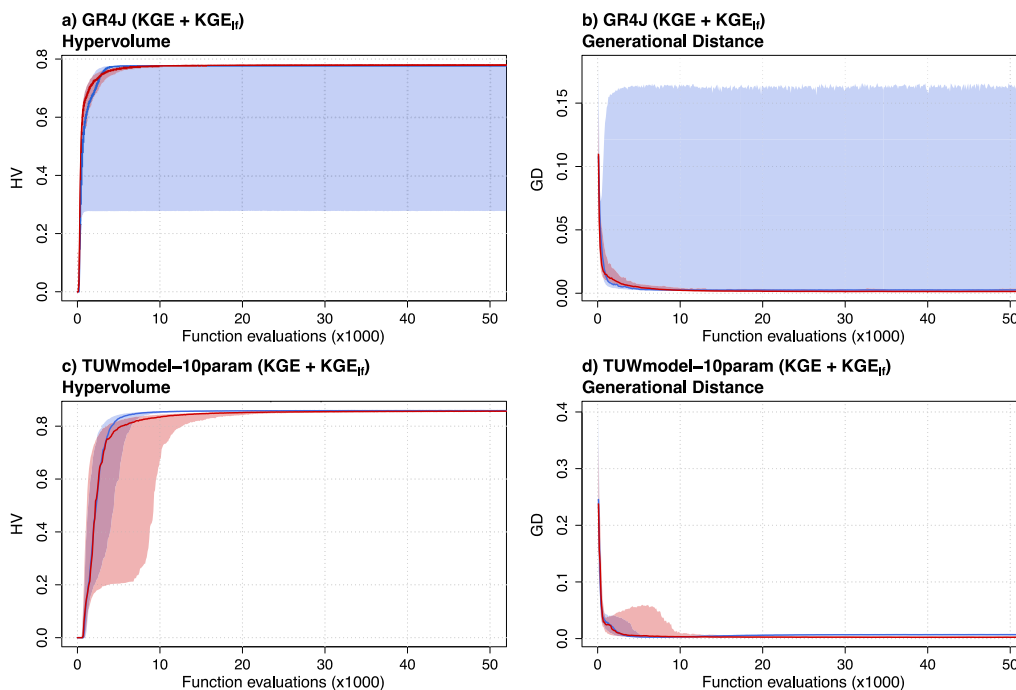 a) GR4J (KGE + KGElf)
Hypervolume
HV
0.0
0.2
0.4
0.6
0.8
0
10
20
30
40
50
Function evaluations (x1000)
b) GR4J (KGE + KGElf)
Generational Distance
GD
0.00
0.05
0.10
0.15
0
10
20
30
40
50
Function evaluations (x1000)
c) TUWmodel−10param (KGE + KGElf)
Hypervolume
HV
0.0
0.2
0.4
0.6
0.8
0
10
20
30
40
50
Function evaluations (x1000)
d) TUWmodel−10param (KGE + KGElf)
Generational Distance
GD
0.0
0.1
0.2
0.3
0.4
0
10
20
30
40
50
Function evaluations (x1000)